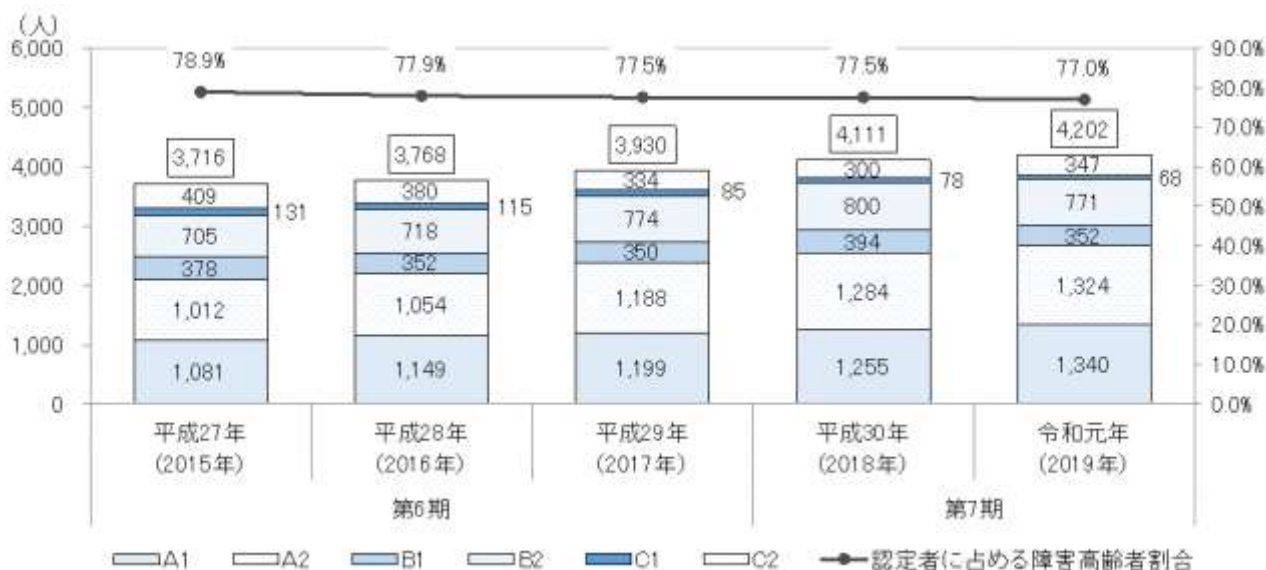 (人)
6,000 90.0%
78.9% 77.9% 77.5% 77.5% 77.0%
5,000 80.0%
70.0%
3,716 3,768 3,930 4,111 4,202
4,000 60.0%
409 380 334 300 347
131 115 85 78 68
3,000 50.0%
705 718 774 800 771
40.0%
378 352 350 394 352
2,000 30.0%
1,012 1,054 1,188 1,284 1,324
20.0%
1,000
1,081 1,149 1,199 1,255 1,340
10.0%
0 0.0%
平成27年 平成28年 平成29年 平成30年 令和元年
(2015年) (2016年) (2017年) (2018年) (2019年)
第6期 第7期
A1 A2 B1 B2 C1 C2 認定者に占める障害高齢者割合